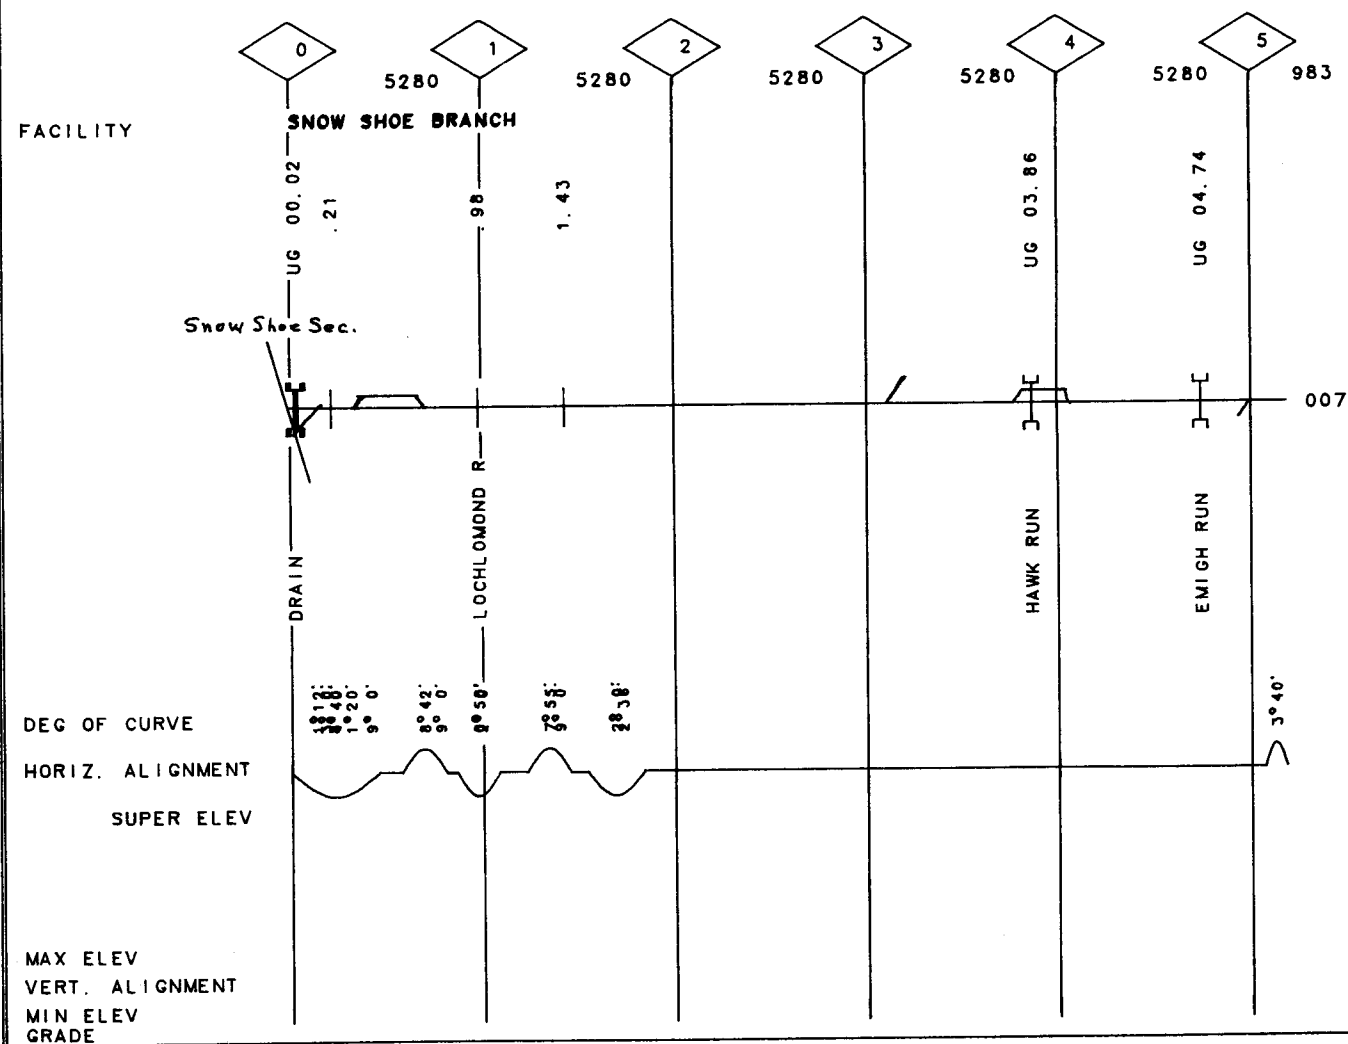 0 1 2 3 4 5
5280 5280 5280 5280 5280 983
FACILITY
SNOW SHOE BRANCH
UG 00.02
.21
.98
1.43
UG 03.86
UG 04.74
Snow Shoe Sec.
007
DRAIN
LOCHLOMOND R
HAWK RUN
EMIGH RUN
DEG OF CURVE
1°20'
9° 0'
8°42'
9° 0'
3°40'
HORIZ. ALIGNMENT
SUPER ELEV
MAX ELEV
VERT. ALIGNMENT
MIN ELEV
GRADE